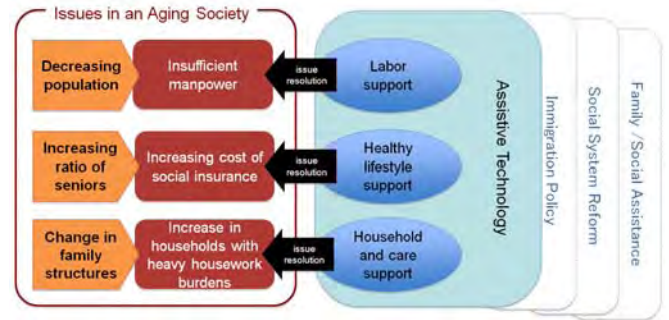 Issues in an Aging Society
Decreasing
population
Insufficient
manpower
issue
resolution
Labor
support
Increasing
ratio of
seniors
Increasing cost of
social insurance
issue
resolution
Healthy
lifestyle
support
Change in
family
structures
Increase in
households with
heavy housework
burdens
issue
resolution
Household
and care
support
Assistive Technology
Immigration Policy
Social System Reform
Family /Social Assistance